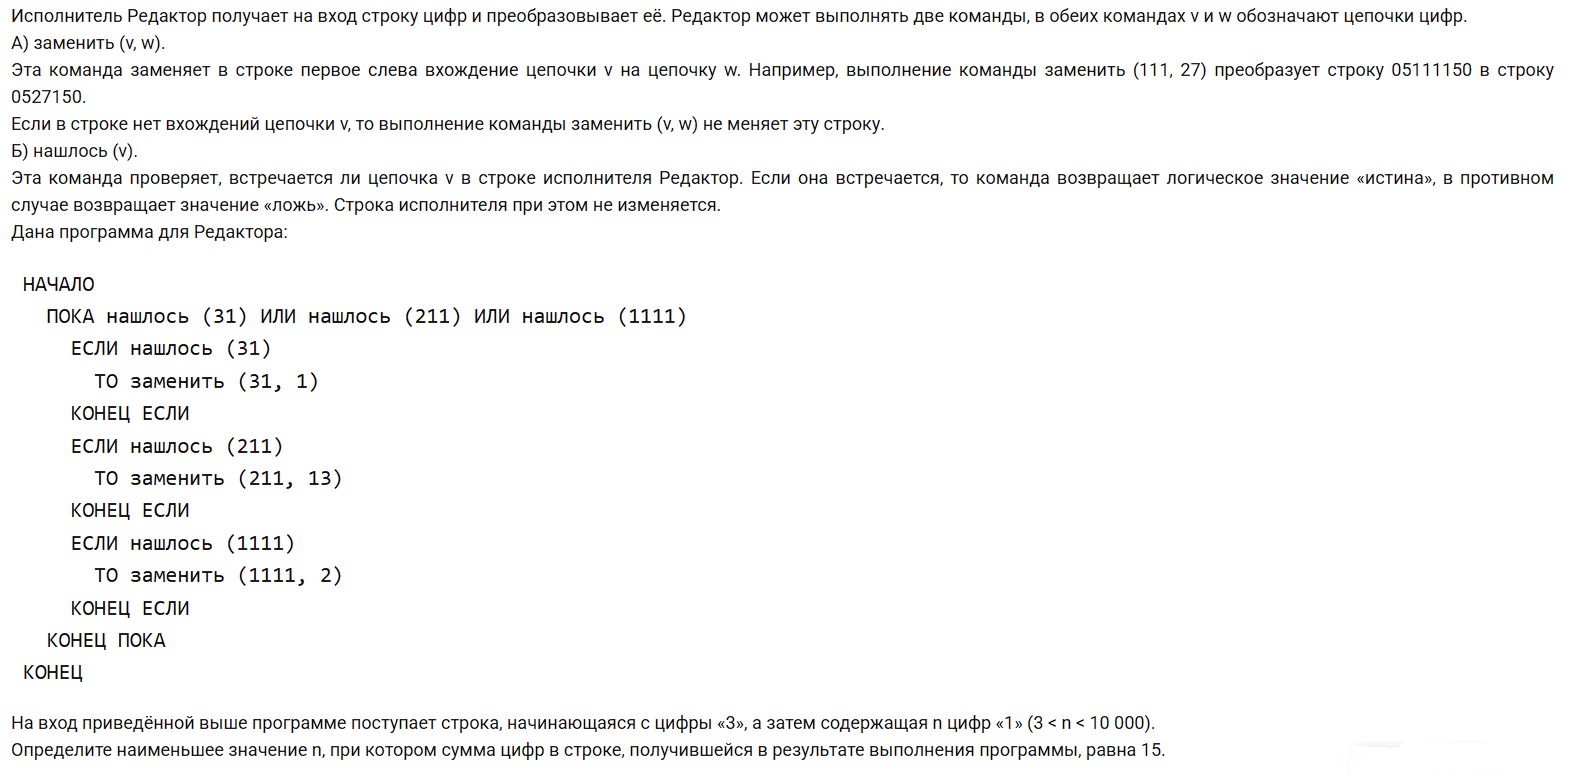 Исполнитель Редактор получает на вход строку цифр и преобразовывает её. Редактор может выполнять две команды, в обеих командах v и w обозначают цепочки цифр.
А) заменить (v, w).
Эта команда заменяет в строке первое слева вхождение цепочки v на цепочку w. Например, выполнение команды заменить (111, 27) преобразует строку 05111150 в строку
0527150.
Если в строке нет вхождений цепочки v, то выполнение команды заменить (v, w) не меняет эту строку.
Б) нашлось (v).
Эта команда проверяет, встречается ли цепочка v в строке исполнителя Редактор. Если она встречается, то команда возвращает логическое значение «истина», в противном
случае возвращает значение «ложь». Строка исполнителя при этом не изменяется.
Дана программа для Редактора:
НАЧАЛО
ПОКА нашлось (31) ИЛИ нашлось (211) ИЛИ нашлось (1111)
ЕСЛИ нашлось (31)
ТО заменить (31, 1)
КОНЕЦ ЕСЛИ
ЕСЛИ нашлось (211)
ТО заменить (211, 13)
КОНЕЦ ЕСЛИ
ЕСЛИ нашлось (1111)
ТО заменить (1111, 2)
КОНЕЦ ЕСЛИ
КОНЕЦ ПОКА
КОНЕЦ
На вход приведённой выше программе поступает строка, начинающаяся с цифры «3», а затем содержащая n цифр «1» (3 < n < 10 000).
Определите наименьшее значение n, при котором сумма цифр в строке, получившейся в результате выполнения программы, равна 15.